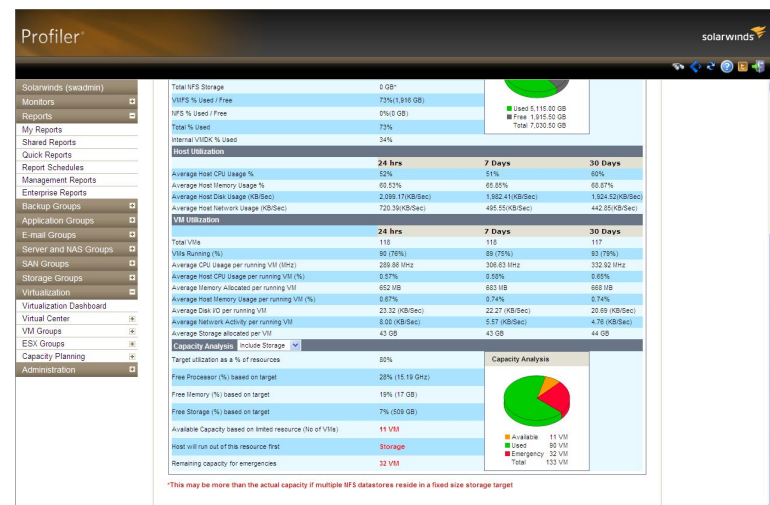 Profiler
solarwinds
Solarwinds (swadmin)
Monitors
Reports
My Reports
Shared Reports
Quick Reports
Report Schedules
Management Reports
Enterprise Reports
Backup Groups
Application Groups
E-mail Groups
Server and NAS Groups
SAN Groups
Storage Groups
Virtualization
Virtualization Dashboard
Virtual Center
VM Groups
ESX Groups
Capacity Planning
Administration
Total NFS Storage 0 GB*
VMFS % Used / Free 73%(1,916 GB)
NFS % Used / Free 0%(0 GB)
Total % Used 73%
Internal VMDK % Used 34%
Used 5,115.00 GB
Free 1,915.50 GB
Total 7,030.50 GB
Host Utilization
24 hrs 7 Days 30 Days
Average Host CPU Usage % 52% 51% 60%
Average Host Memory Usage % 60.53% 65.85% 68.87%
Average Host Disk Usage (KB/Sec) 2,099.17(KB/Sec) 1,982.41(KB/Sec) 1,924.52(KB/Sec)
Average Host Network Usage (KB/Sec) 720.39(KB/Sec) 495.55(KB/Sec) 442.85(KB/Sec)
VM Utilization
24 hrs 7 Days 30 Days
Total VMs 118 118 117
VMs Running (%) 90 (76%) 89 (75%) 93 (79%)
Average CPU Usage per running VM (MHz) 289.86 MHz 306.63 MHz 332.92 MHz
Average Host CPU Usage per running VM (%) 0.57% 0.58% 0.65%
Average Memory Allocated per running VM 652 MB 683 MB 668 MB
Average Host Memory Usage per running VM (%) 0.67% 0.74% 0.74%
Average Disk I/O per running VM 23.32 (KB/Sec) 22.27 (KB/Sec) 20.69 (KB/Sec)
Average Network Activity per running VM 8.00 (KB/Sec) 5.57 (KB/Sec) 4.76 (KB/Sec)
Average Storage allocated per VM 43 GB 43 GB 44 GB
Capacity Analysis Include Storage
Target utilization as a % of resources 80%
Free Processor (%) based on target 28% (15.19 GHz)
Free Memory (%) based on target 19% (17 GB)
Free Storage (%) based on target 7% (509 GB)
Available Capacity based on limited resource (No of VMs) 11 VM
Host will run out of this resource first Storage
Remaining capacity for emergencies 32 VM
Capacity Analysis
Available 11 VM
Used 90 VM
Emergency 32 VM
Total 133 VM
*This may be more than the actual capacity if multiple NFS datastores reside in a fixed size storage target